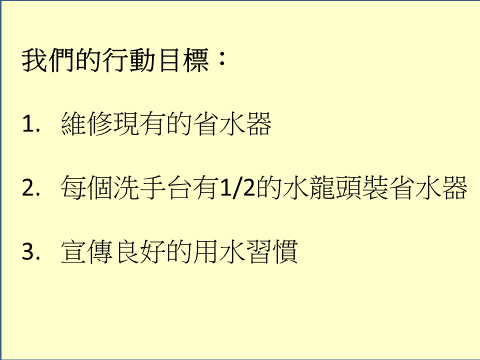 我們的行動目標：
1. 維修現有的省水器
2. 每個洗手台有1/2的水龍頭裝省水器
3. 宣傳良好的用水習慣